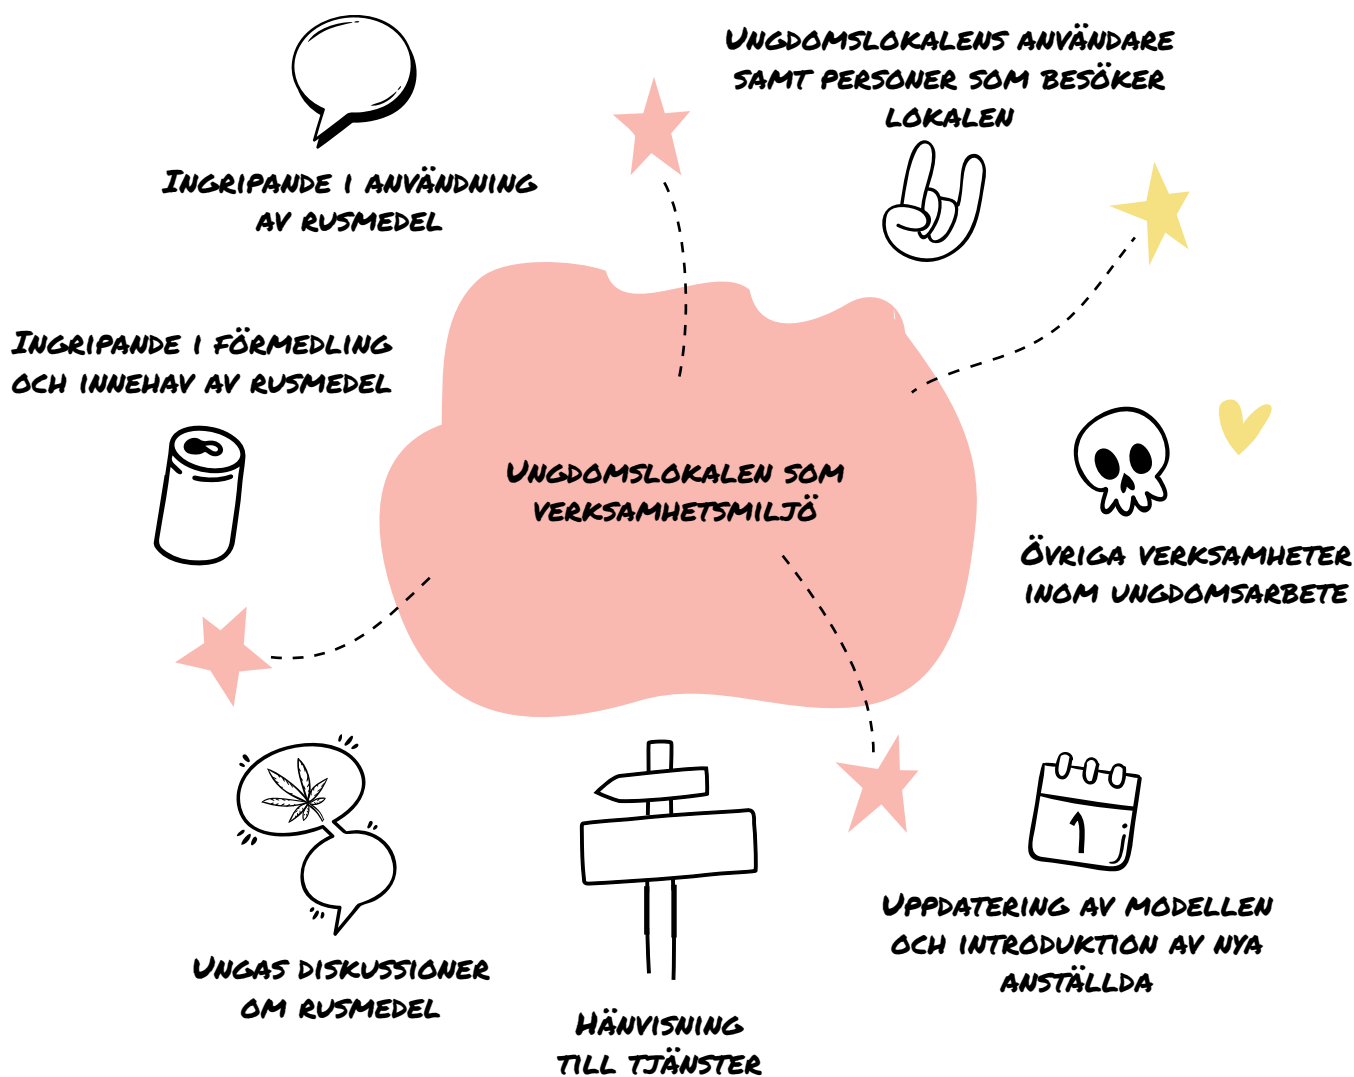 Ungdomslokalens användare
samt personer som besöker
lokalen
Ingripande i användning
av rusmedel
Ingripande i förmedling
och innehav av rusmedel
Ungdomslokalen som
verksamhetsmiljö
Övriga verksamheter
inom ungdomsarbete
1
Uppdatering av modellen
och introduktion av nya
anställda
Ungas diskussioner
om rusmedel
Hänvisning
till tjänster